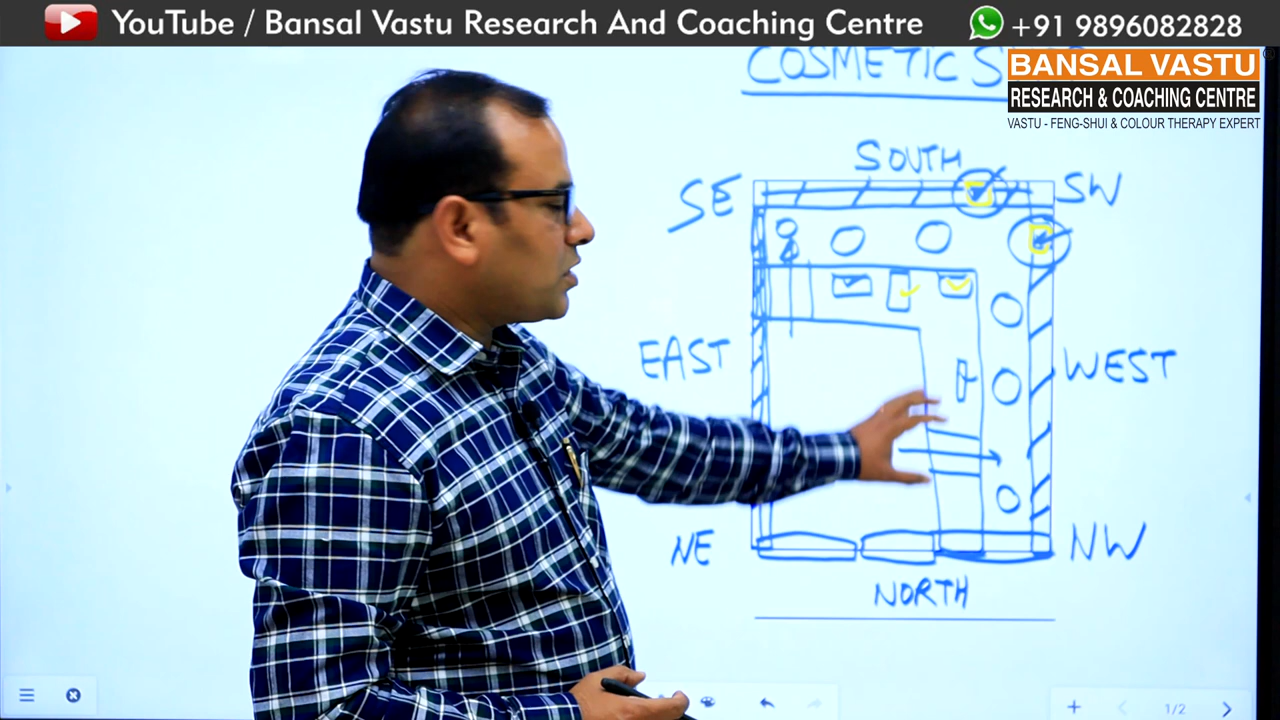 YouTube / Bansal Vastu Research And Coaching Centre
+91 9896082828
COSMETIC
BANSAL VASTU
RESEARCH & COACHING CENTRE
VASTU - FENG-SHUI & COLOUR THERAPY EXPERT
SOUTH
SE
SW
EAST
WEST
NE
NW
NORTH
1/2